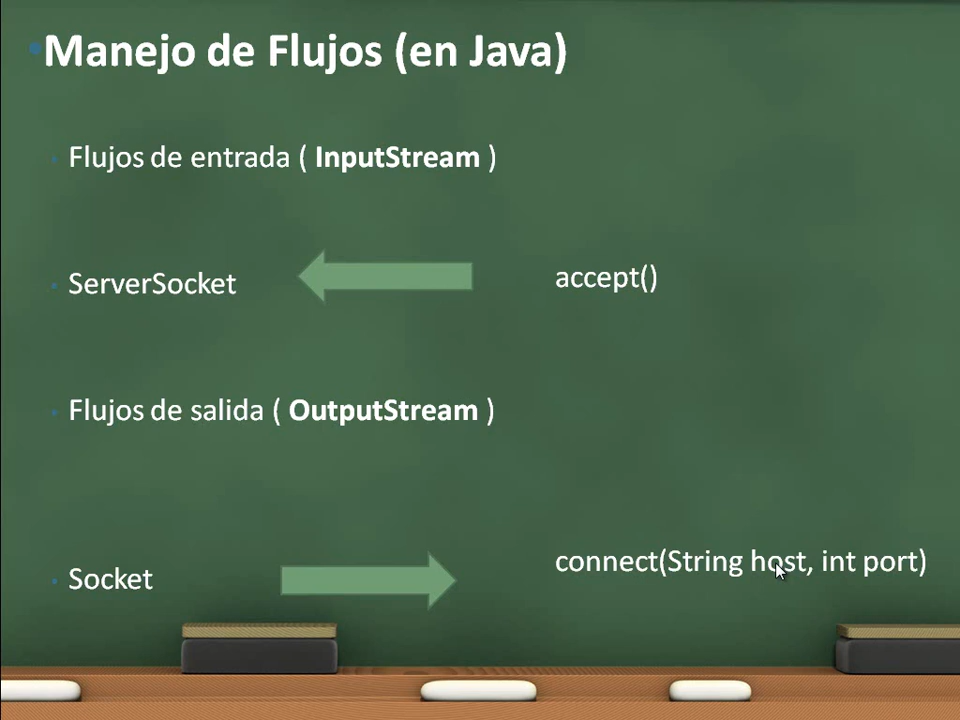 Manejo de Flujos (en Java)
Flujos de entrada ( InputStream )
ServerSocket
accept()
Flujos de salida ( OutputStream )
connect(String host, int port)
Socket